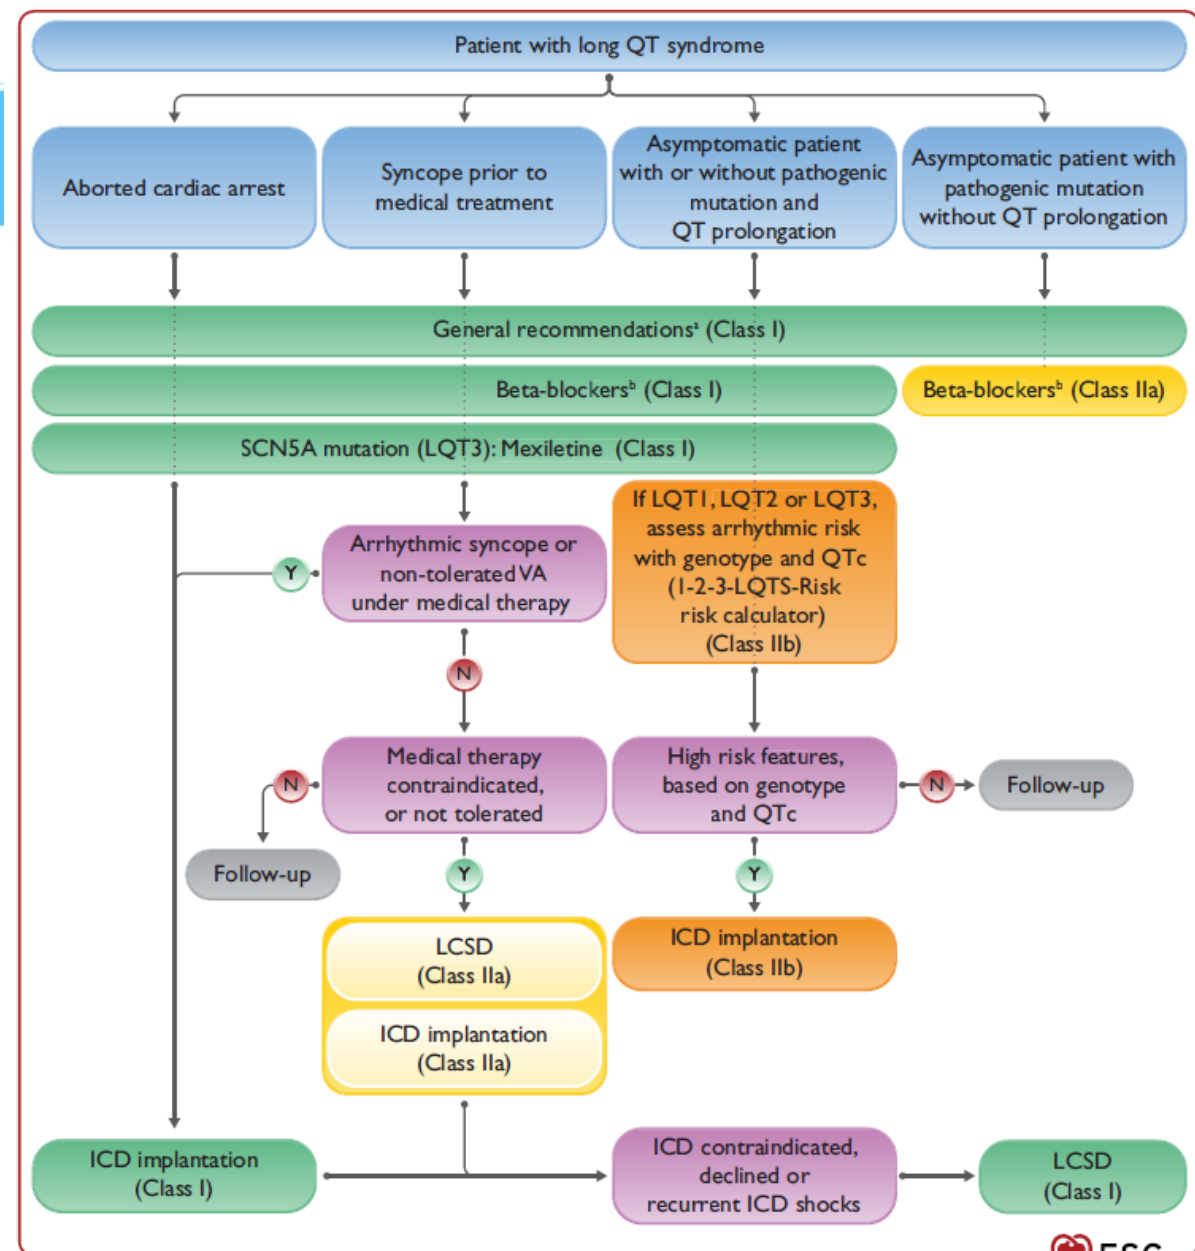 Patient with long QT syndrome
Aborted cardiac arrest
Syncope prior to
medical treatment
Asymptomatic patient
with or without pathogenic
mutation and
QT prolongation
Asymptomatic patient with
pathogenic mutation
without QT prolongation
General recommendationsᵃ (Class I)
Beta-blockersᵇ (Class I)
Beta-blockersᵇ (Class IIa)
SCN5A mutation (LQT3): Mexiletine (Class I)
Arrhythmic syncope or
non-tolerated VA
under medical therapy
Y
N
If LQT1, LQT2 or LQT3,
assess arrhythmic risk
with genotype and QTc
(1-2-3-LQTS-Risk
risk calculator)
(Class IIb)
Medical therapy
contraindicated,
or not tolerated
N
Follow-up
Y
High risk features,
based on genotype
and QTc
N
Follow-up
Y
LCSD
(Class IIa)
ICD implantation
(Class IIa)
ICD implantation
(Class IIb)
ICD implantation
(Class I)
ICD contraindicated,
declined or
recurrent ICD shocks
LCSD
(Class I)
ESC